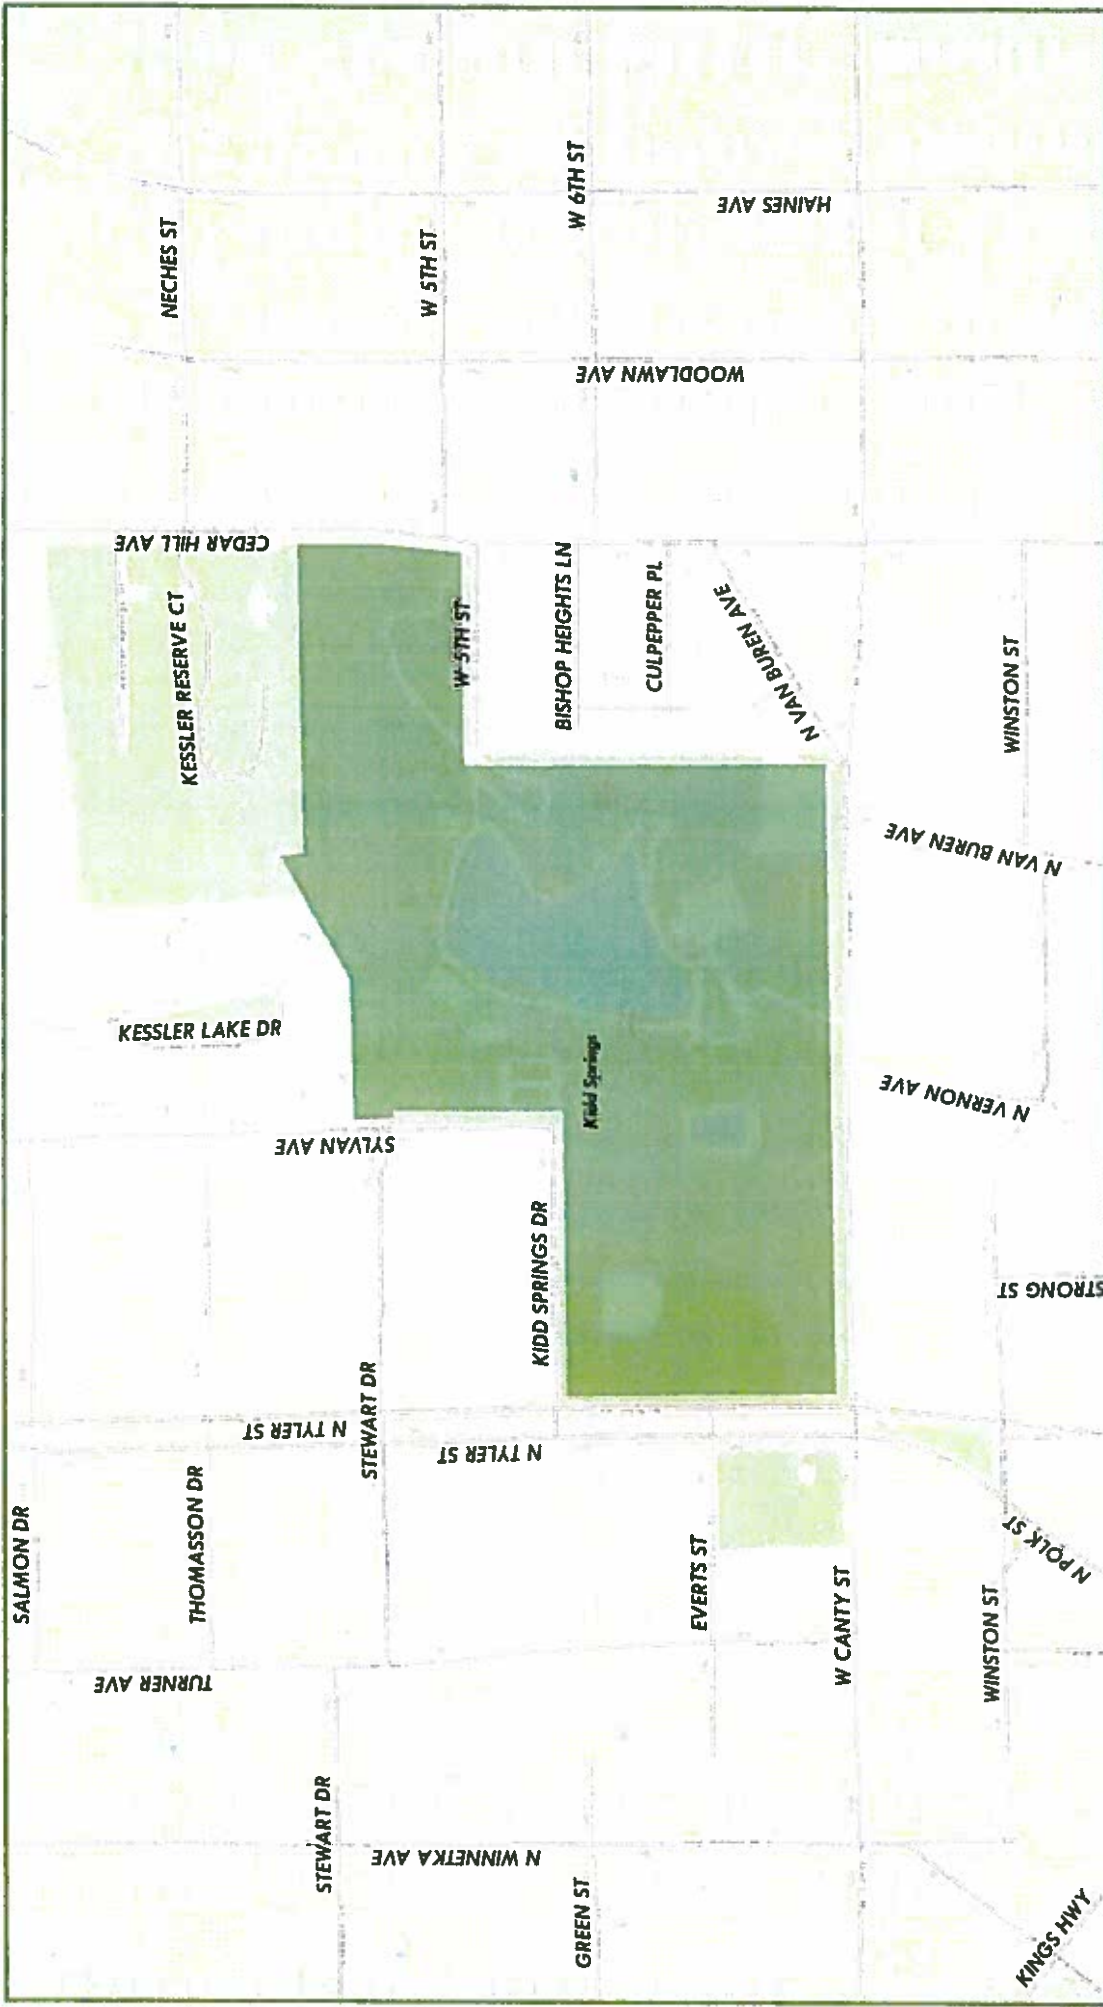 NECHES ST
W 5TH ST
W 6TH ST
HAINES AVE
WOODLAWN AVE
CEDAR HILL AVE
KESSLER RESERVE CT
W 5TH ST
BISHOP HEIGHTS LN
CULPEPPER PL
N VAN BUREN AVE
WINSTON ST
N VAN BUREN AVE
KESSLER LAKE DR
Kidd Springs
N VERNON AVE
SYLVAN AVE
KIDD SPRINGS DR
STRONG ST
STEWART DR
N TYLER ST
N TYLER ST
SALMON DR
THOMASSON DR
EVERTS ST
W CANTY ST
N POLK ST
WINSTON ST
TURNER AVE
STEWART DR
N WINNETKA AVE
GREEN ST
KINGS HWY